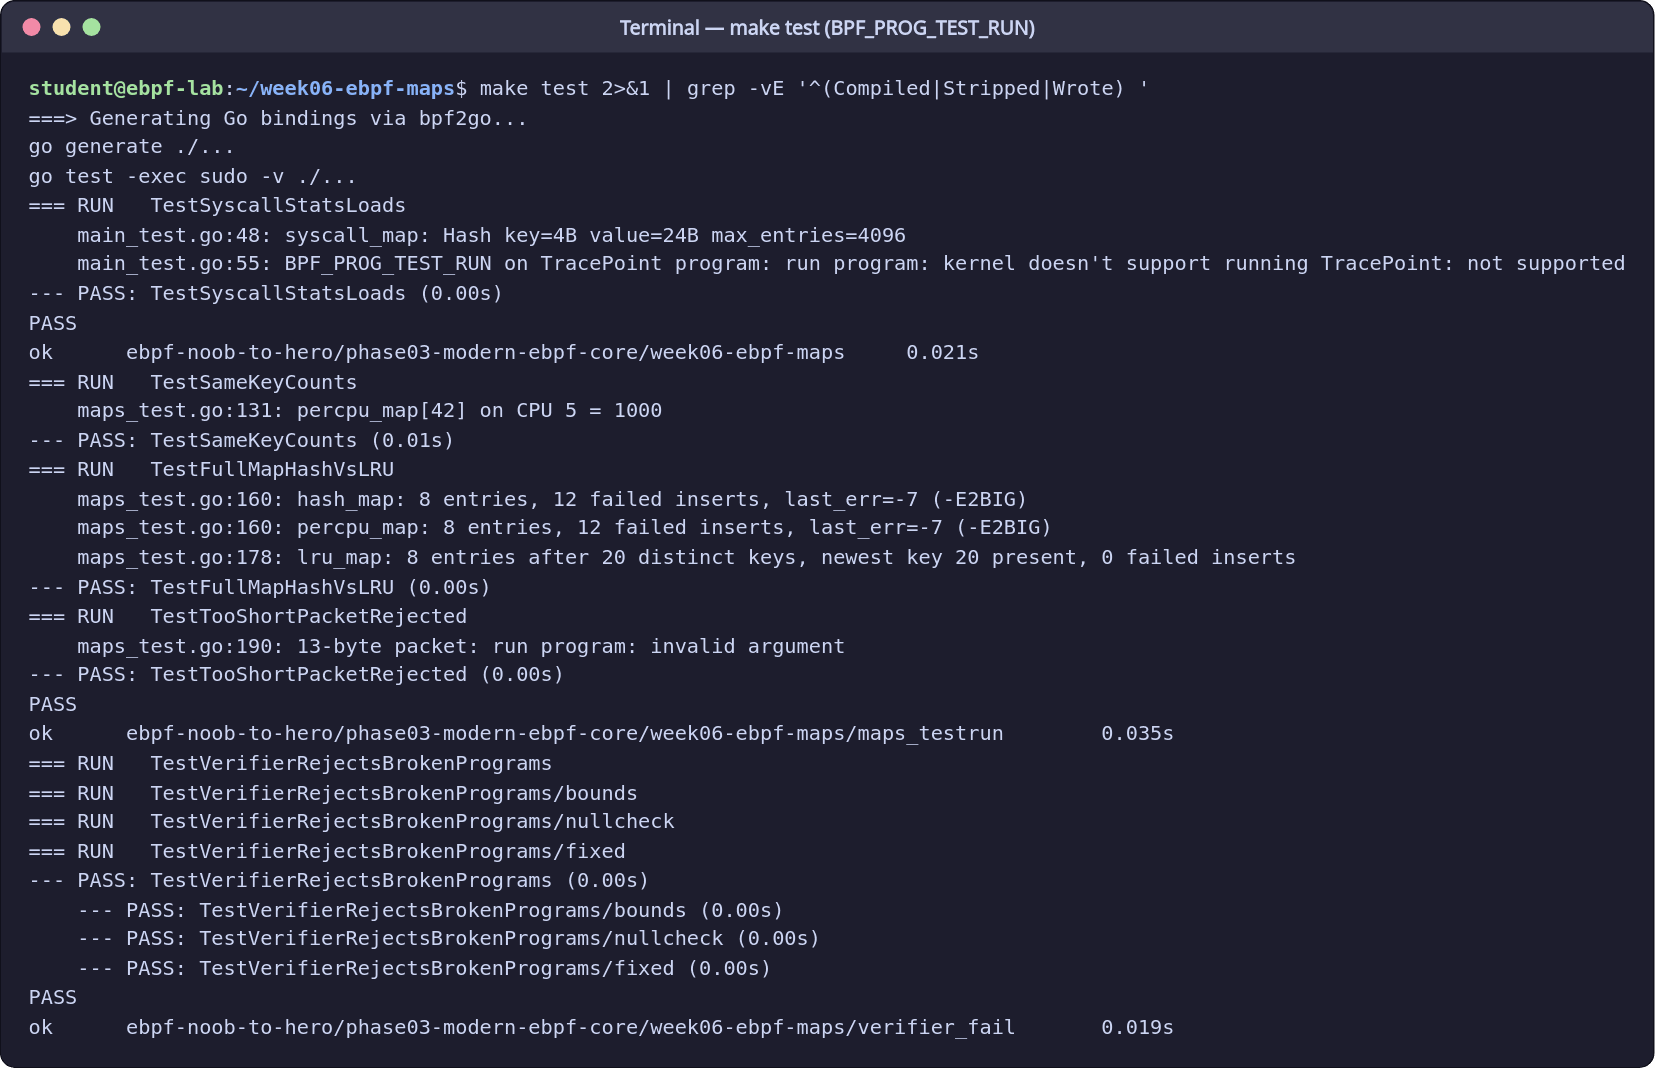 Terminal — make test (BPF_PROG_TEST_RUN)
student@ebpf-lab:~/week06-ebpf-maps$ make test 2>&1 | grep -vE '^(Compiled|Stripped|Wrote) '
===> Generating Go bindings via bpf2go...
go generate ./...
go test -exec sudo -v ./...
=== RUN   TestSyscallStatsLoads
    main_test.go:48: syscall_map: Hash key=4B value=24B max_entries=4096
    main_test.go:55: BPF_PROG_TEST_RUN on TracePoint program: run program: kernel doesn't support running TracePoint: not supported
--- PASS: TestSyscallStatsLoads (0.00s)
PASS
ok      ebpf-noob-to-hero/phase03-modern-ebpf-core/week06-ebpf-maps     0.021s
=== RUN   TestSameKeyCounts
    maps_test.go:131: percpu_map[42] on CPU 5 = 1000
--- PASS: TestSameKeyCounts (0.01s)
=== RUN   TestFullMapHashVsLRU
    maps_test.go:160: hash_map: 8 entries, 12 failed inserts, last_err=-7 (-E2BIG)
    maps_test.go:160: percpu_map: 8 entries, 12 failed inserts, last_err=-7 (-E2BIG)
    maps_test.go:178: lru_map: 8 entries after 20 distinct keys, newest key 20 present, 0 failed inserts
--- PASS: TestFullMapHashVsLRU (0.00s)
=== RUN   TestTooShortPacketRejected
    maps_test.go:190: 13-byte packet: run program: invalid argument
--- PASS: TestTooShortPacketRejected (0.00s)
PASS
ok      ebpf-noob-to-hero/phase03-modern-ebpf-core/week06-ebpf-maps/maps_testrun        0.035s
=== RUN   TestVerifierRejectsBrokenPrograms
=== RUN   TestVerifierRejectsBrokenPrograms/bounds
=== RUN   TestVerifierRejectsBrokenPrograms/nullcheck
=== RUN   TestVerifierRejectsBrokenPrograms/fixed
--- PASS: TestVerifierRejectsBrokenPrograms (0.00s)
    --- PASS: TestVerifierRejectsBrokenPrograms/bounds (0.00s)
    --- PASS: TestVerifierRejectsBrokenPrograms/nullcheck (0.00s)
    --- PASS: TestVerifierRejectsBrokenPrograms/fixed (0.00s)
PASS
ok      ebpf-noob-to-hero/phase03-modern-ebpf-core/week06-ebpf-maps/verifier_fail       0.019s